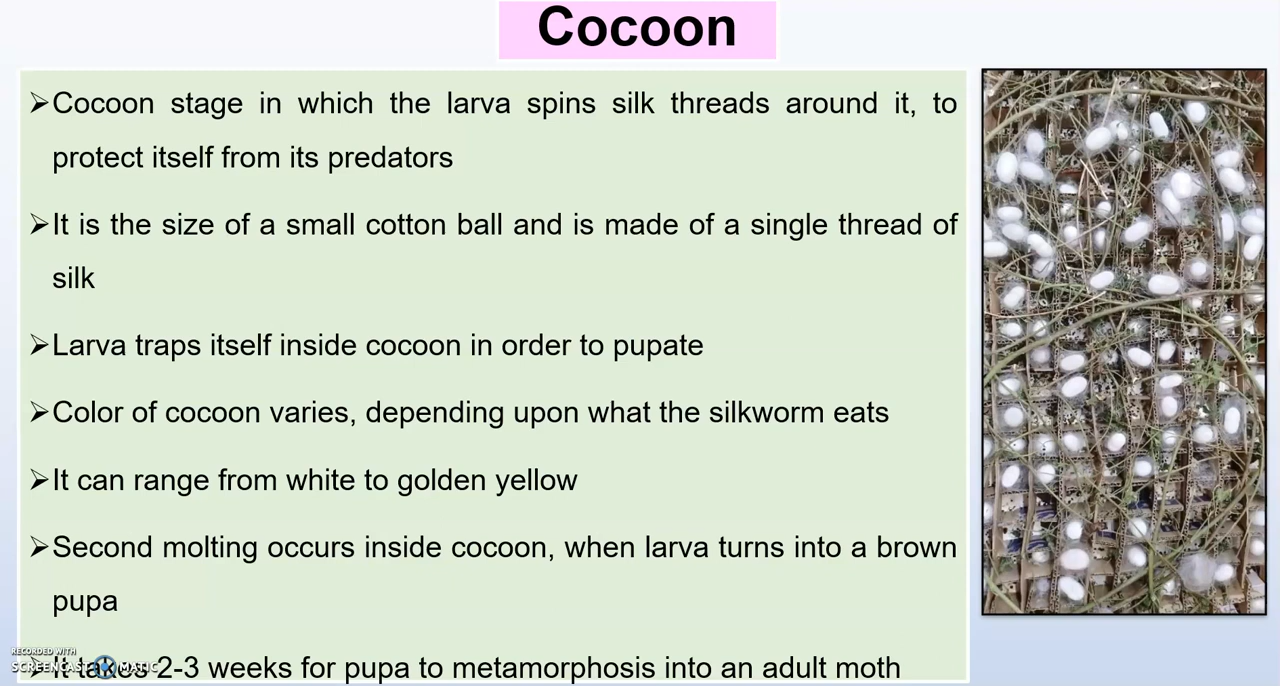 Cocoon
➢Cocoon stage in which the larva spins silk threads around it, to
protect itself from its predators
➢It is the size of a small cotton ball and is made of a single thread of
silk
➢Larva traps itself inside cocoon in order to pupate
➢Color of cocoon varies, depending upon what the silkworm eats
➢It can range from white to golden yellow
➢Second molting occurs inside cocoon, when larva turns into a brown
pupa
➢It takes 2-3 weeks for pupa to metamorphosis into an adult moth
RECORDED WITH
SCREENCAST MATIC